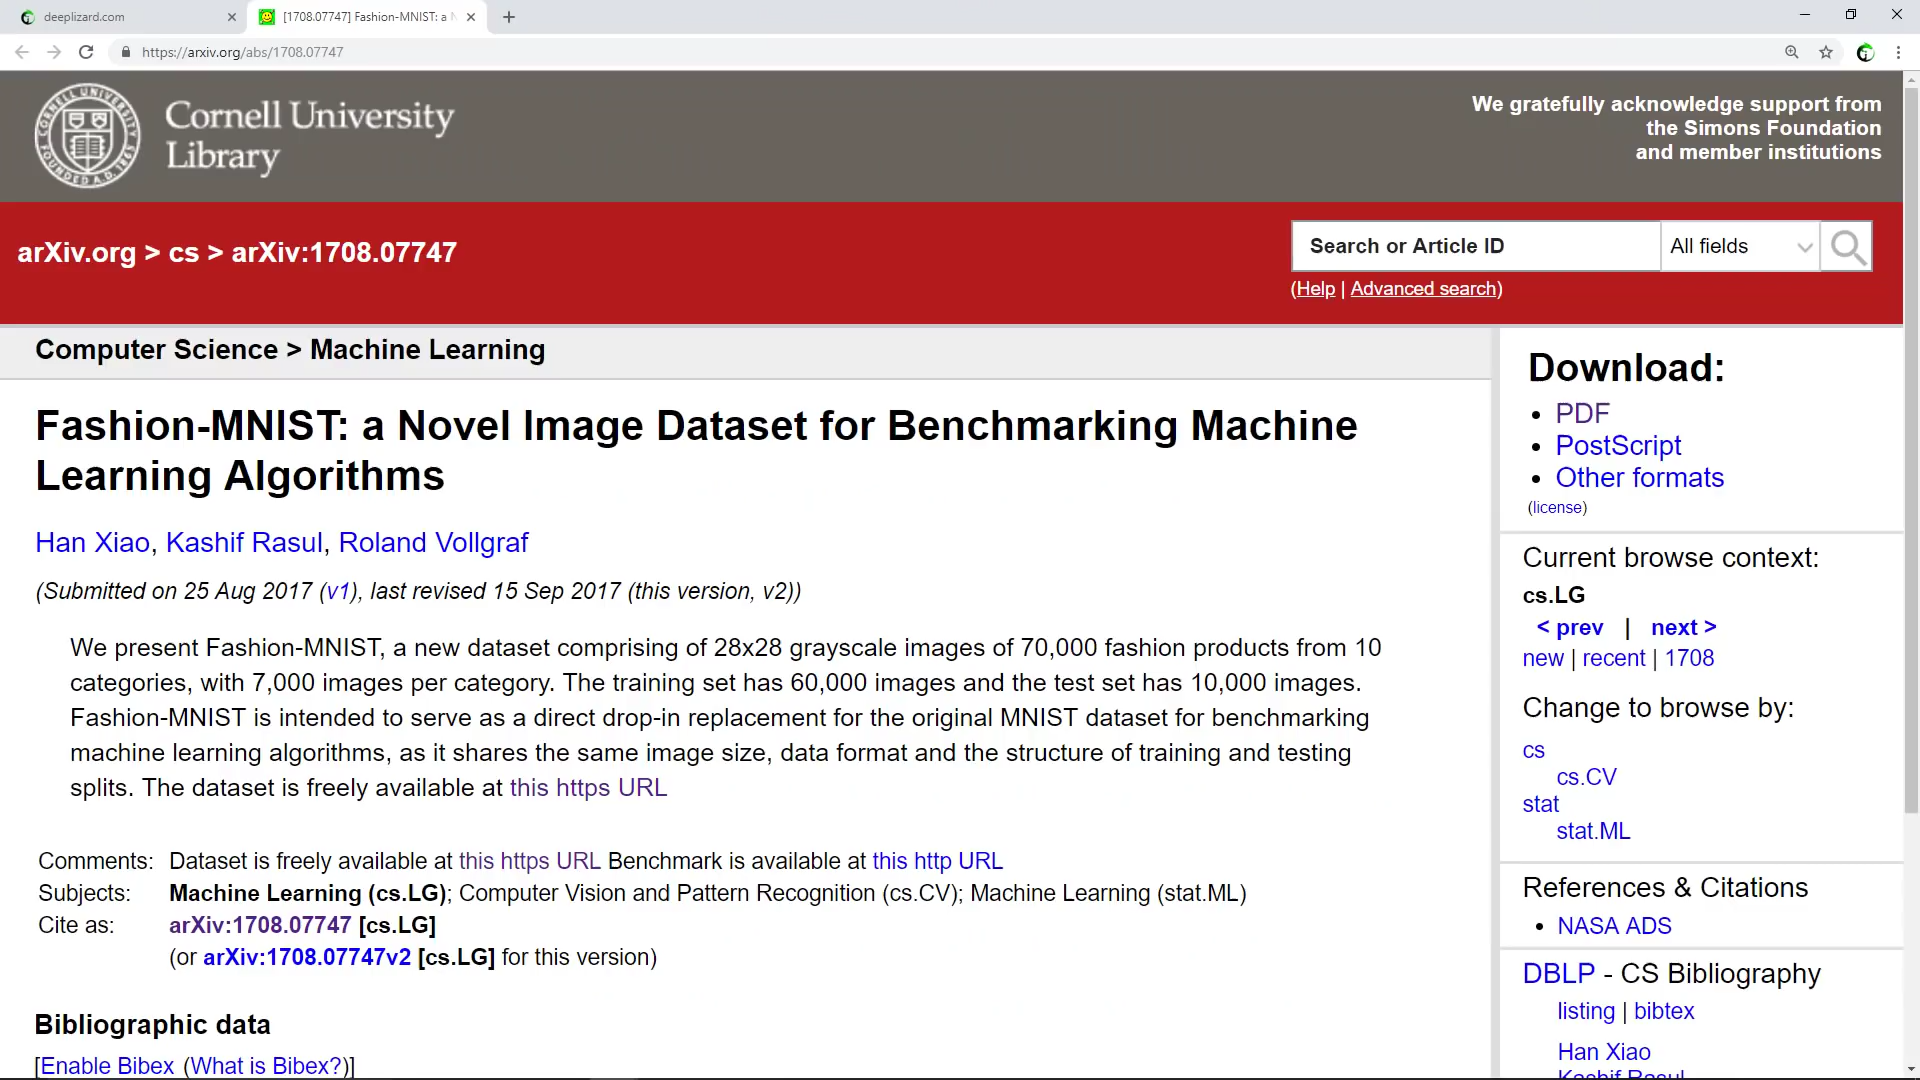 deeplizard.com
[1708.07747] Fashion-MNIST: a N
https://arxiv.org/abs/1708.07747
Cornell University
Library
We gratefully acknowledge support from
the Simons Foundation
and member institutions
arXiv.org > cs > arXiv:1708.07747
Search or Article ID
All fields
(Help | Advanced search)
Computer Science > Machine Learning
Fashion-MNIST: a Novel Image Dataset for Benchmarking Machine
Learning Algorithms
Han Xiao, Kashif Rasul, Roland Vollgraf
(Submitted on 25 Aug 2017 (v1), last revised 15 Sep 2017 (this version, v2))
We present Fashion-MNIST, a new dataset comprising of 28x28 grayscale images of 70,000 fashion products from 10
categories, with 7,000 images per category. The training set has 60,000 images and the test set has 10,000 images.
Fashion-MNIST is intended to serve as a direct drop-in replacement for the original MNIST dataset for benchmarking
machine learning algorithms, as it shares the same image size, data format and the structure of training and testing
splits. The dataset is freely available at this https URL
Comments: Dataset is freely available at this https URL Benchmark is available at this http URL
Subjects: Machine Learning (cs.LG); Computer Vision and Pattern Recognition (cs.CV); Machine Learning (stat.ML)
Cite as: arXiv:1708.07747 [cs.LG]
(or arXiv:1708.07747v2 [cs.LG] for this version)
Bibliographic data
[Enable Bibex (What is Bibex?)]
Download:
• PDF
• PostScript
• Other formats
(license)
Current browse context:
cs.LG
< prev | next >
new | recent | 1708
Change to browse by:
cs
cs.CV
stat
stat.ML
References & Citations
• NASA ADS
DBLP - CS Bibliography
listing | bibtex
Han Xiao
Kashif Rasul